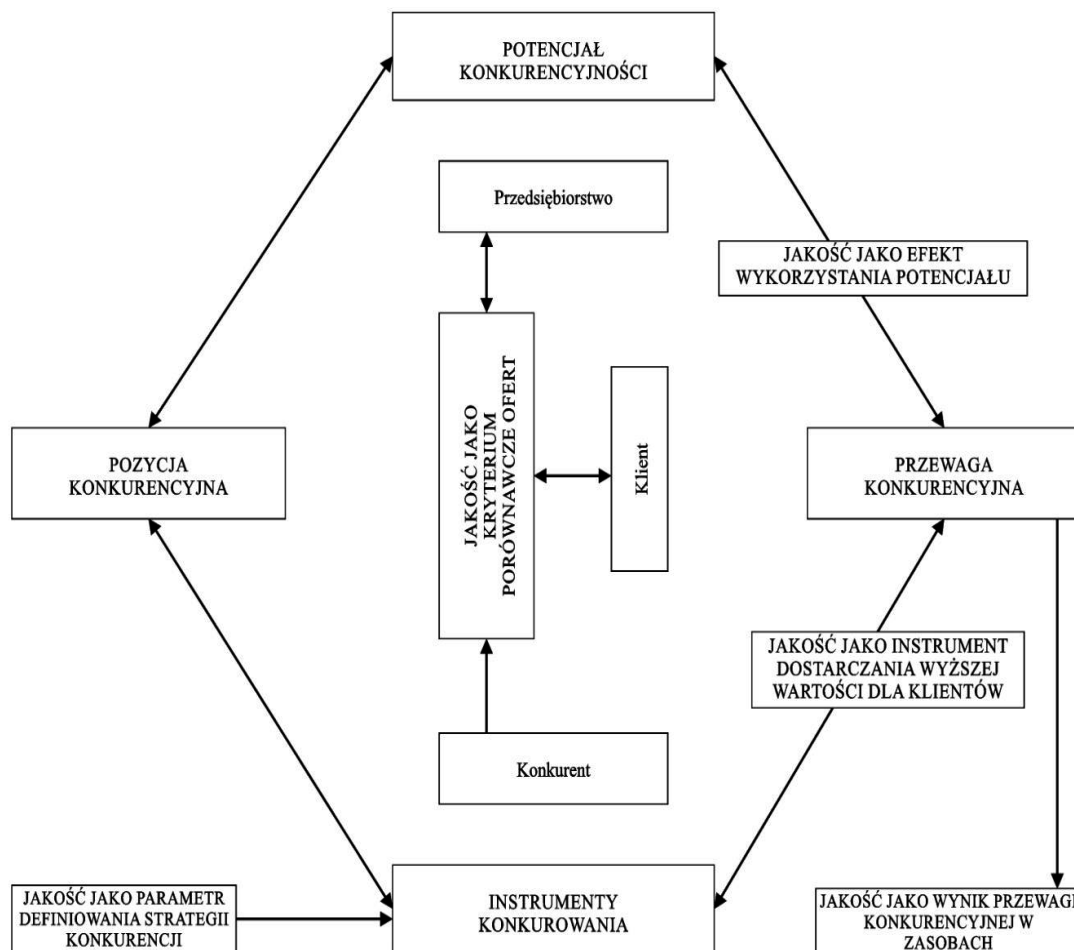 POTENCJAŁ
KONKURENCYJNOŚCI
Przedsiębiorstwo
JAKOŚĆ JAKO EFEKT
WYKORZYSTANIA POTENCJAŁU
JAKOŚĆ JAKO
KRYTERIUM
PORÓWNAWCZE OFERT
Klient
POZYCJA
KONKURENCYJNA
PRZEWAGA
KONKURENCYJNA
JAKOŚĆ JAKO INSTRUMENT
DOSTARCZANIA WYŻSZEJ
WARTOŚCI DLA KLIENTÓW
Konkurent
INSTRUMENTY
KONKUROWANIA
JAKOŚĆ JAKO PARAMETR
DEFINIOWANIA STRATEGII
KONKURENCJI
JAKOŚĆ JAKO WYNIK PRZEWAGI
KONKURENCYJNEJ W
ZASOBACH